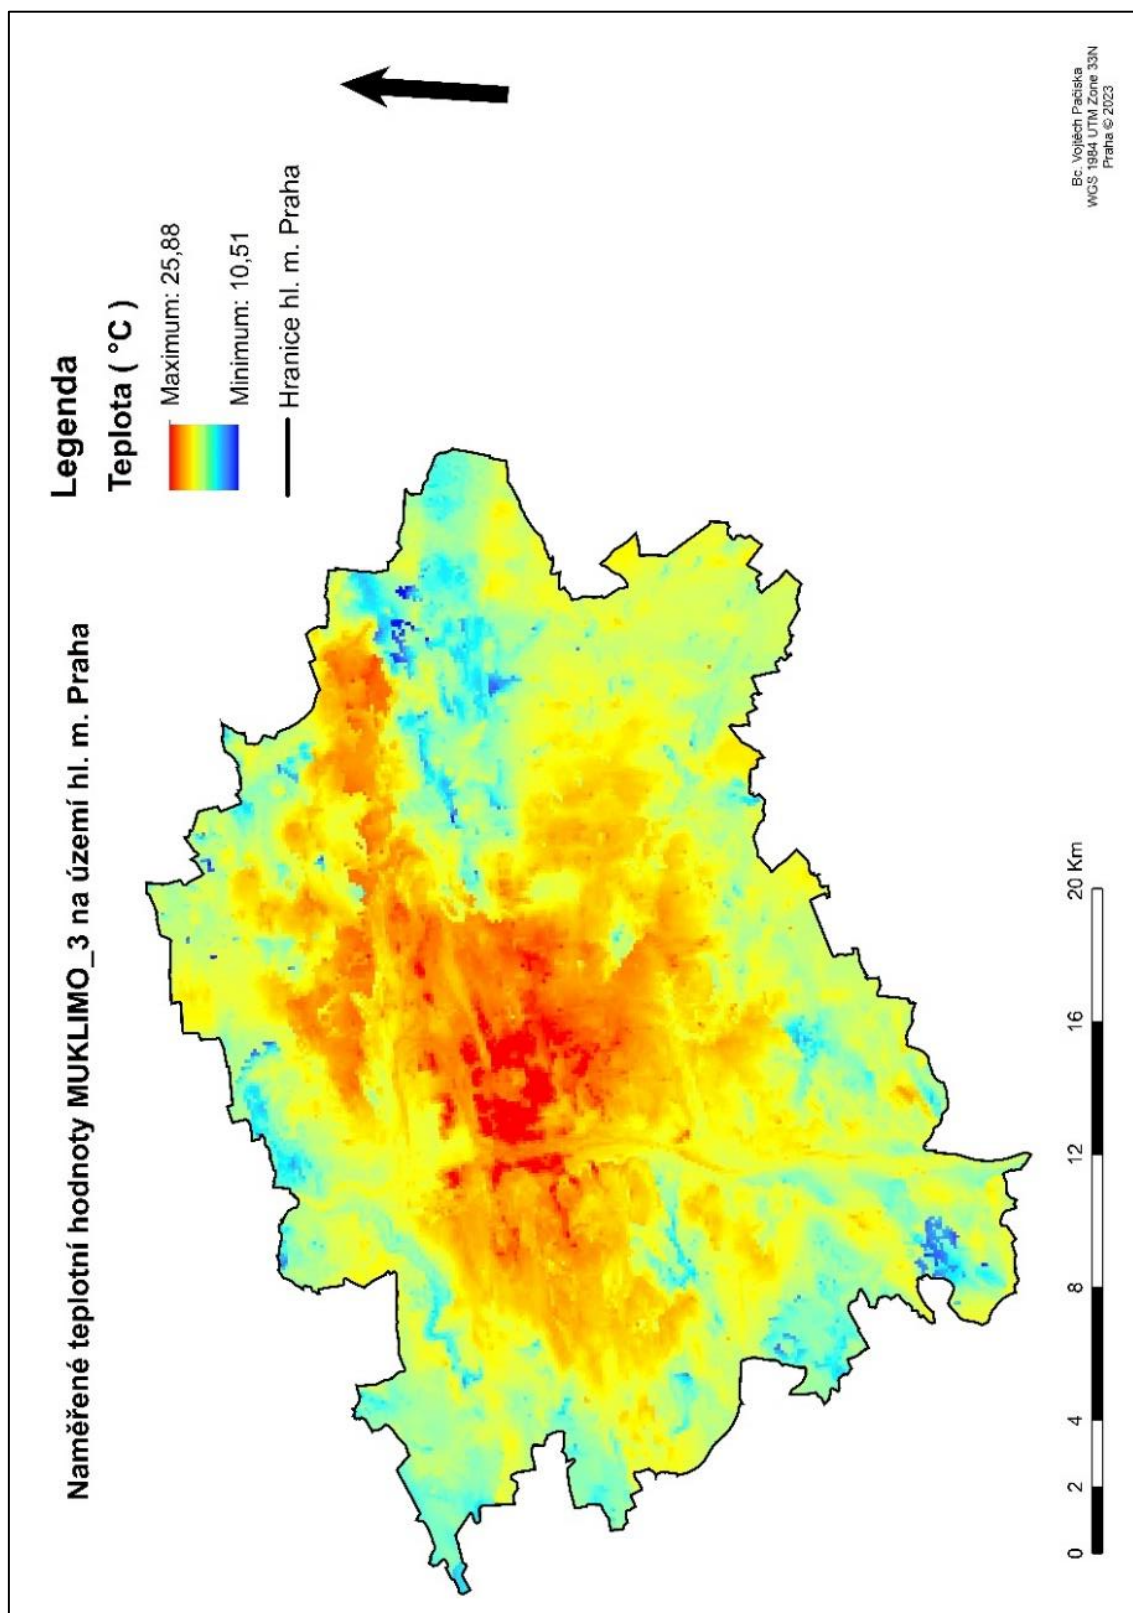 Naměřené teplotní hodnoty MUKLIMO_3 na území hl. m. Praha
Legenda
Teplota ( °C )
Maximum: 25,88
Minimum: 10,51
Hranice hl. m. Praha
0 2 4 8 12 16 20 Km
Bc. Vojtěch Pačiska
WGS 1984 UTM Zone 33N
Praha © 2023